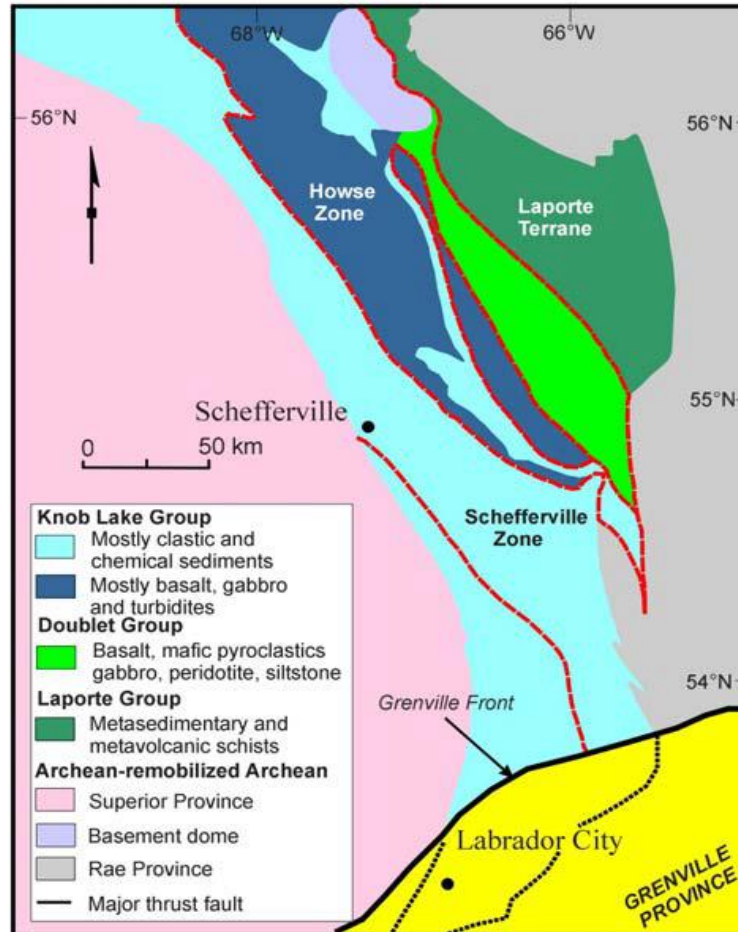 68°W
66°W
56°N
56°N
Howse
Zone
Laporte
Terrane
55°N
Schefferville
0 50 km
Schefferville
Zone
Knob Lake Group
Mostly clastic and
chemical sediments
Mostly basalt, gabbro
and turbidites
Doublet Group
Basalt, mafic pyroclastics
gabbro, peridotite, siltstone
Laporte Group
Metasedimentary and
metavolcanic schists
Archean-remobilized Archean
Superior Province
Basement dome
Rae Province
Major thrust fault
54°N
Grenville Front
Labrador City
GRENVILLE
PROVINCE